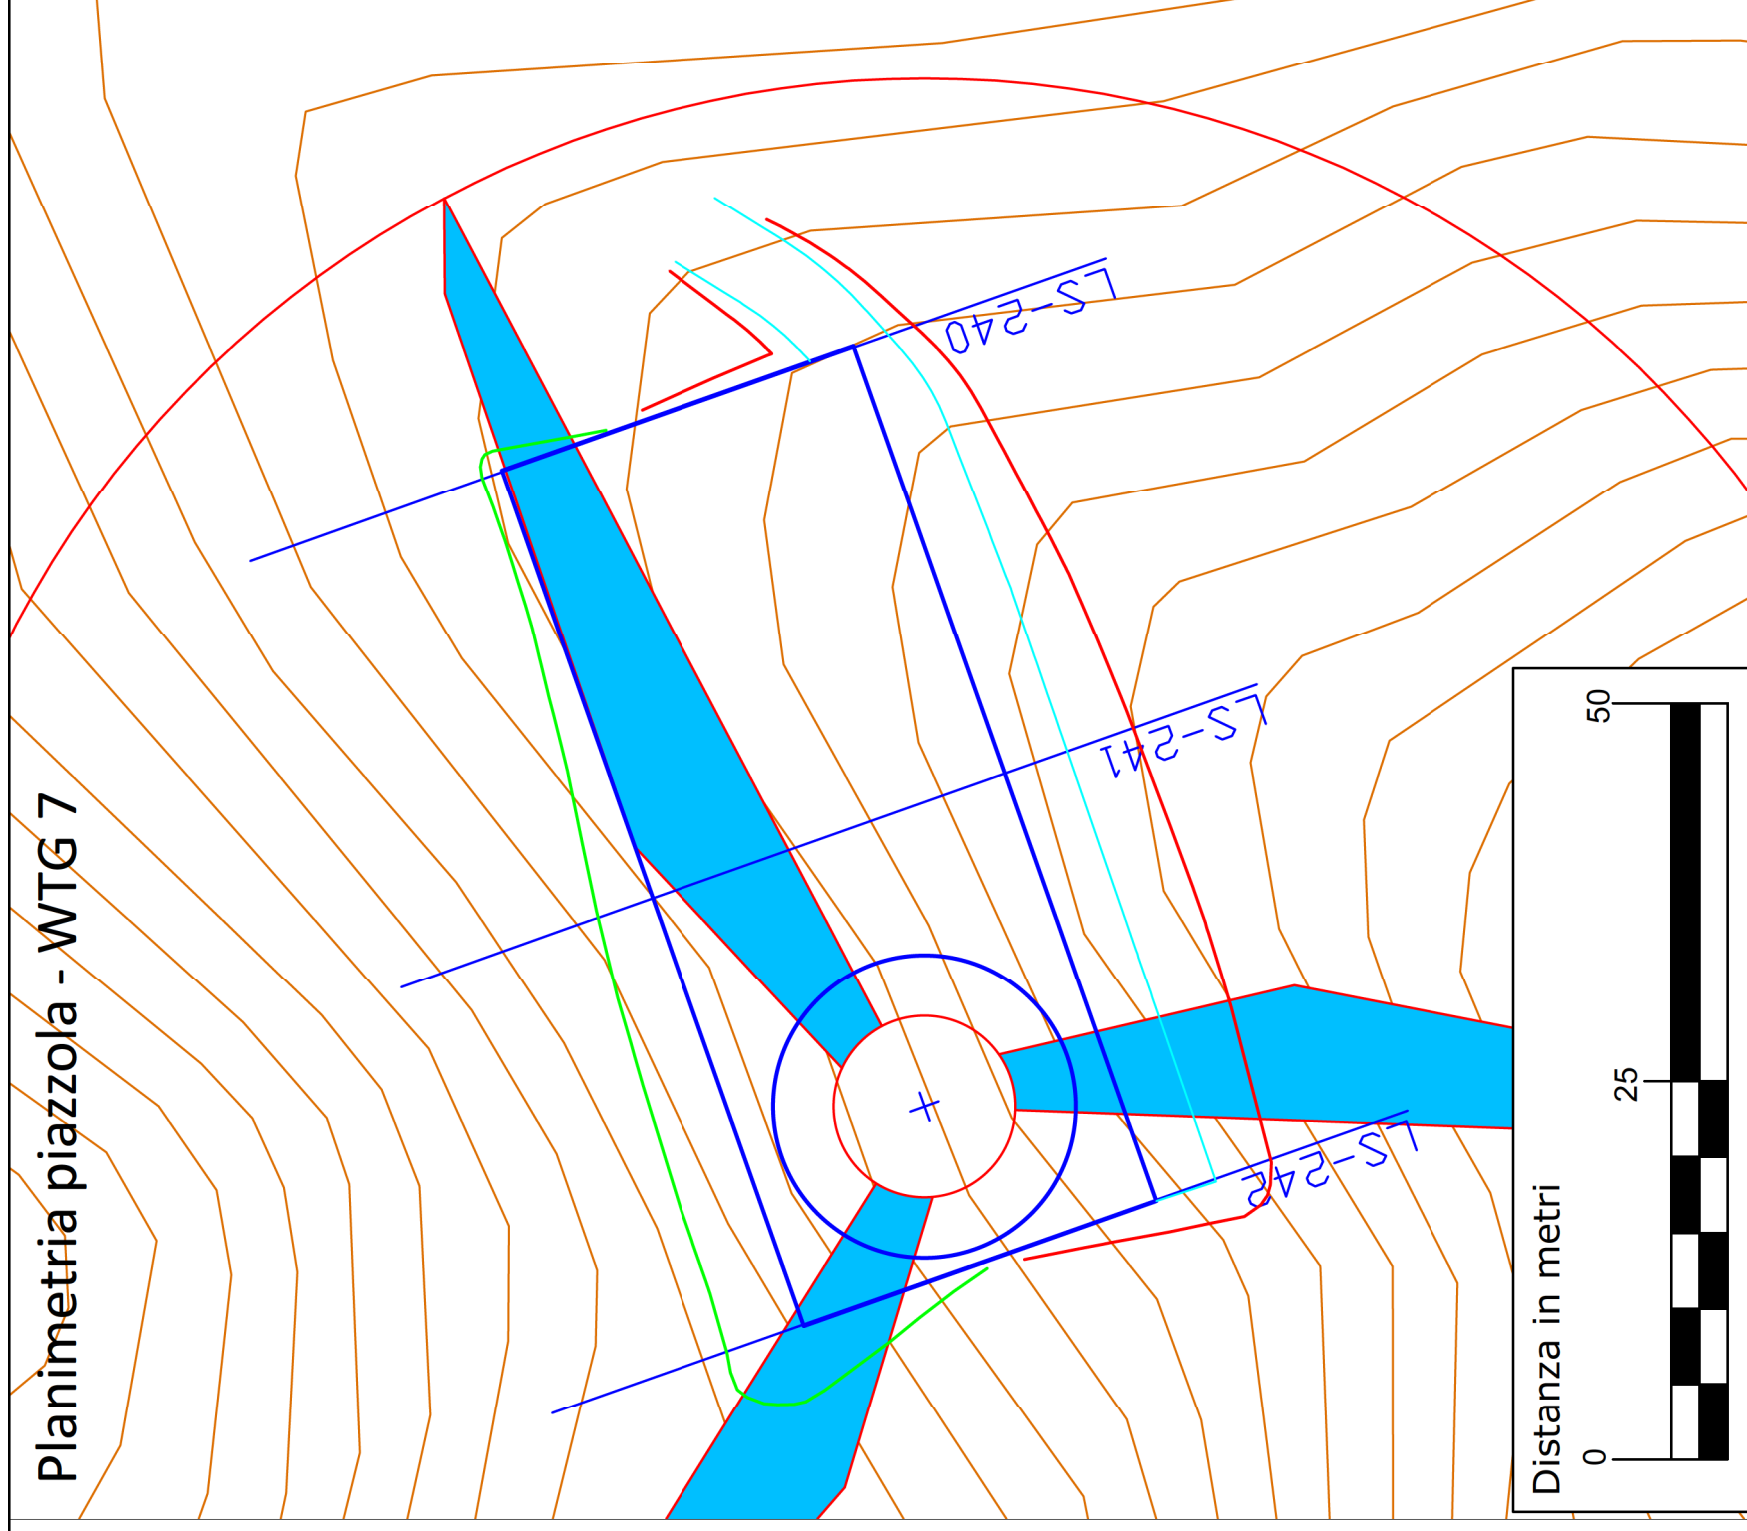 Planimetria piazzola - WTG 7
LS-240
LS-241
LS-242
Distanza in metri
0
25
50